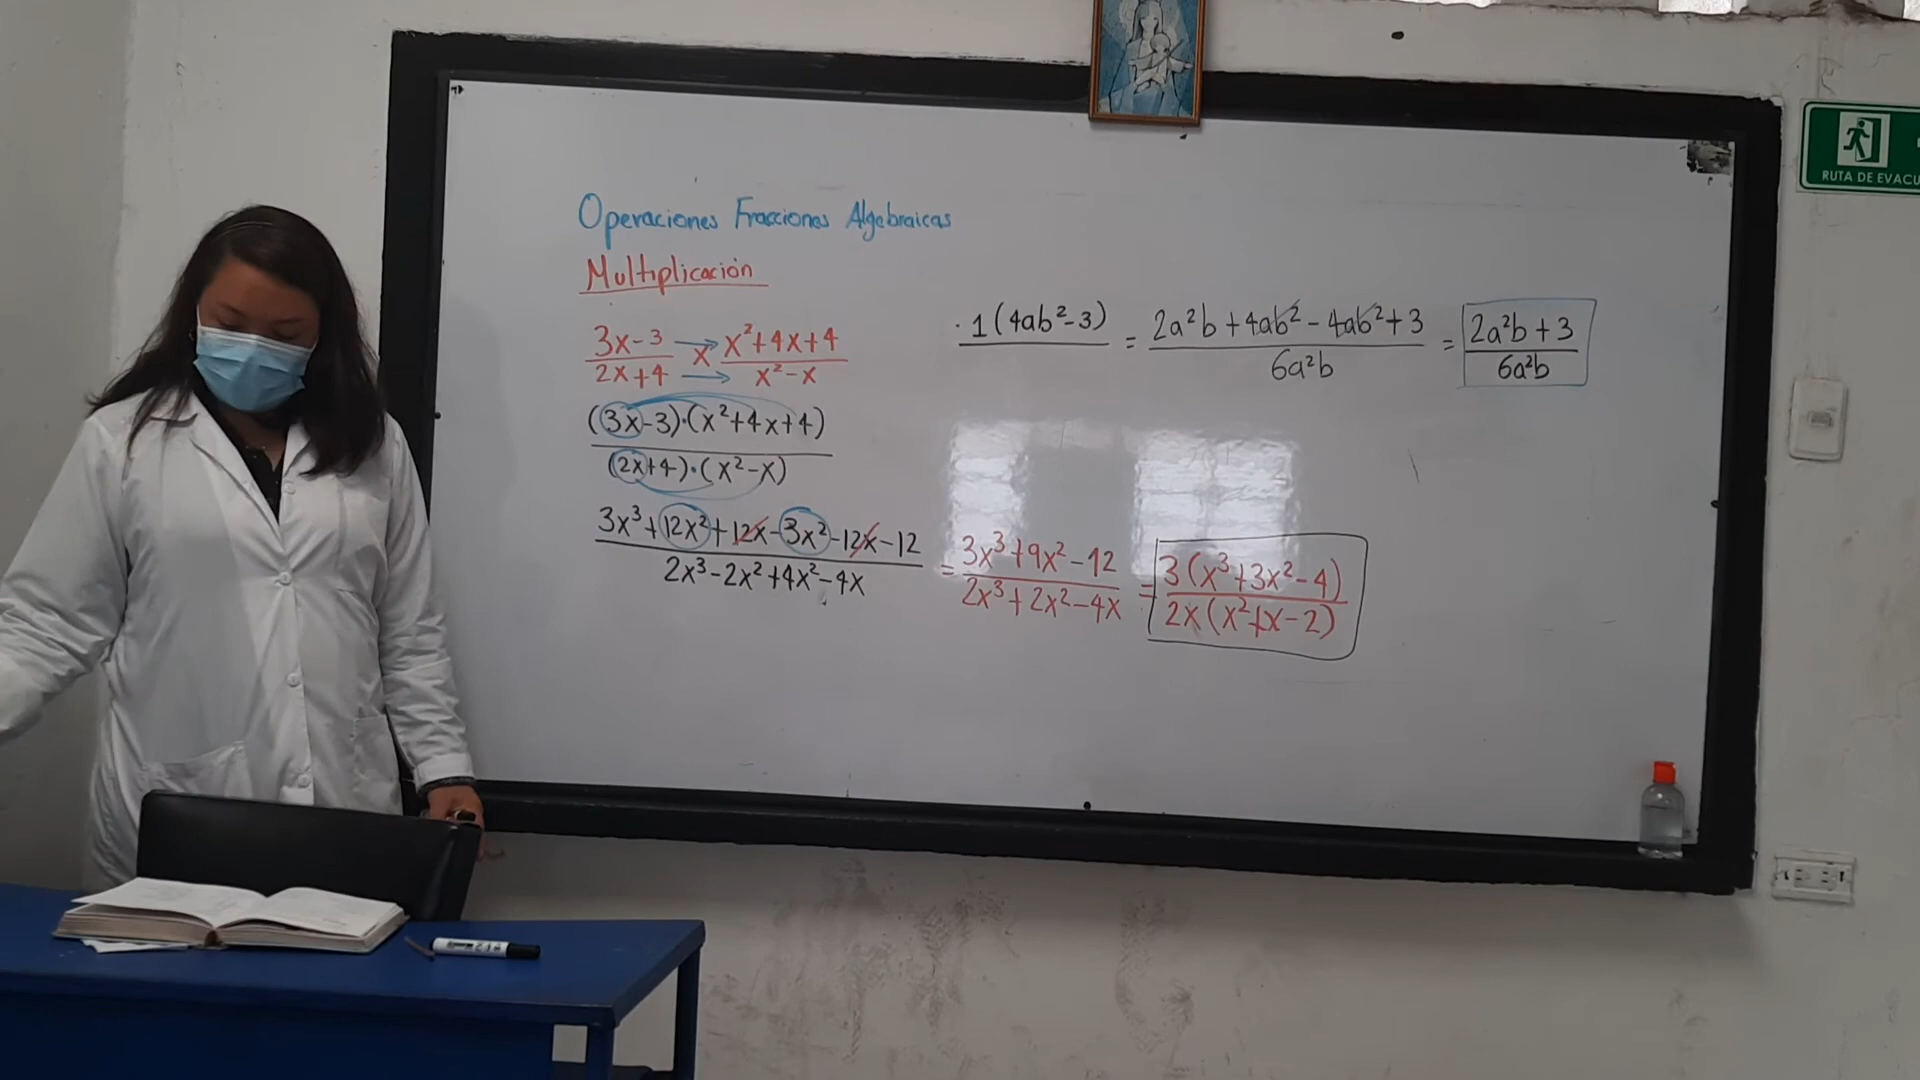 Operaciones Fracciones Algebraicas
Multiplicación
3x-3 → x x²+4x+4
2x+4 → x²-x
(3x-3)·(x²+4x+4)
(2x+4)·(x²-x)
3x³+12x²+12x-3x²-12x-12
2x³-2x²+4x²-4x
= 3x³+9x²-12
2x³+2x²-4x
= 3(x³+3x²-4)
2x(x²+x-2)
·1(4ab²-3) = 2a²b+4ab²-4ab²+3 = 2a²b+3
6a²b 6a²b
RUTA DE EVACU